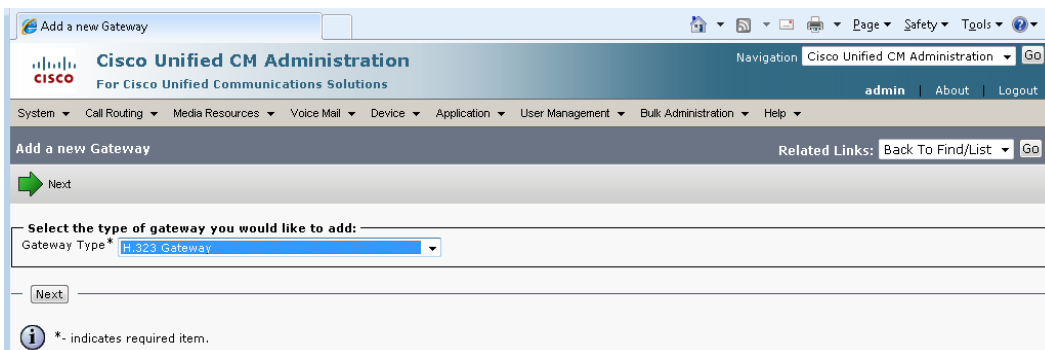 Add a new Gateway
Page Safety Tools
CISCO
Cisco Unified CM Administration
For Cisco Unified Communications Solutions
Navigation Cisco Unified CM Administration Go
admin | About | Logout
System Call Routing Media Resources Voice Mail Device Application User Management Bulk Administration Help
Add a new Gateway
Related Links: Back To Find/List Go
Next
Select the type of gateway you would like to add:
Gateway Type* H.323 Gateway
Next
*- indicates required item.